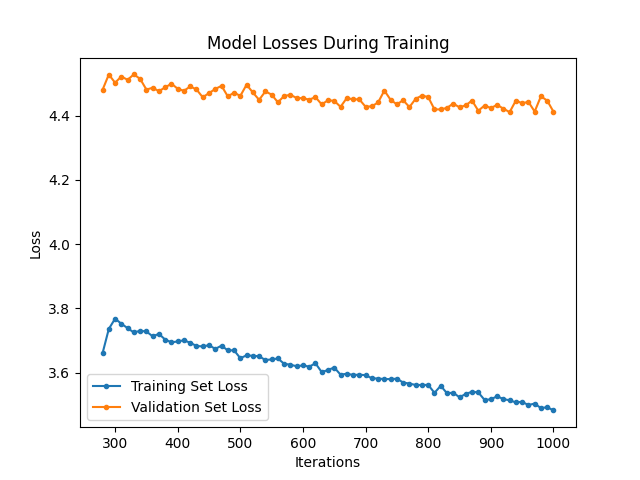 Model Losses During Training
Loss
4.4
4.2
4.0
3.8
3.6
Training Set Loss
Validation Set Loss
300 400 500 600 700 800 900 1000
Iterations